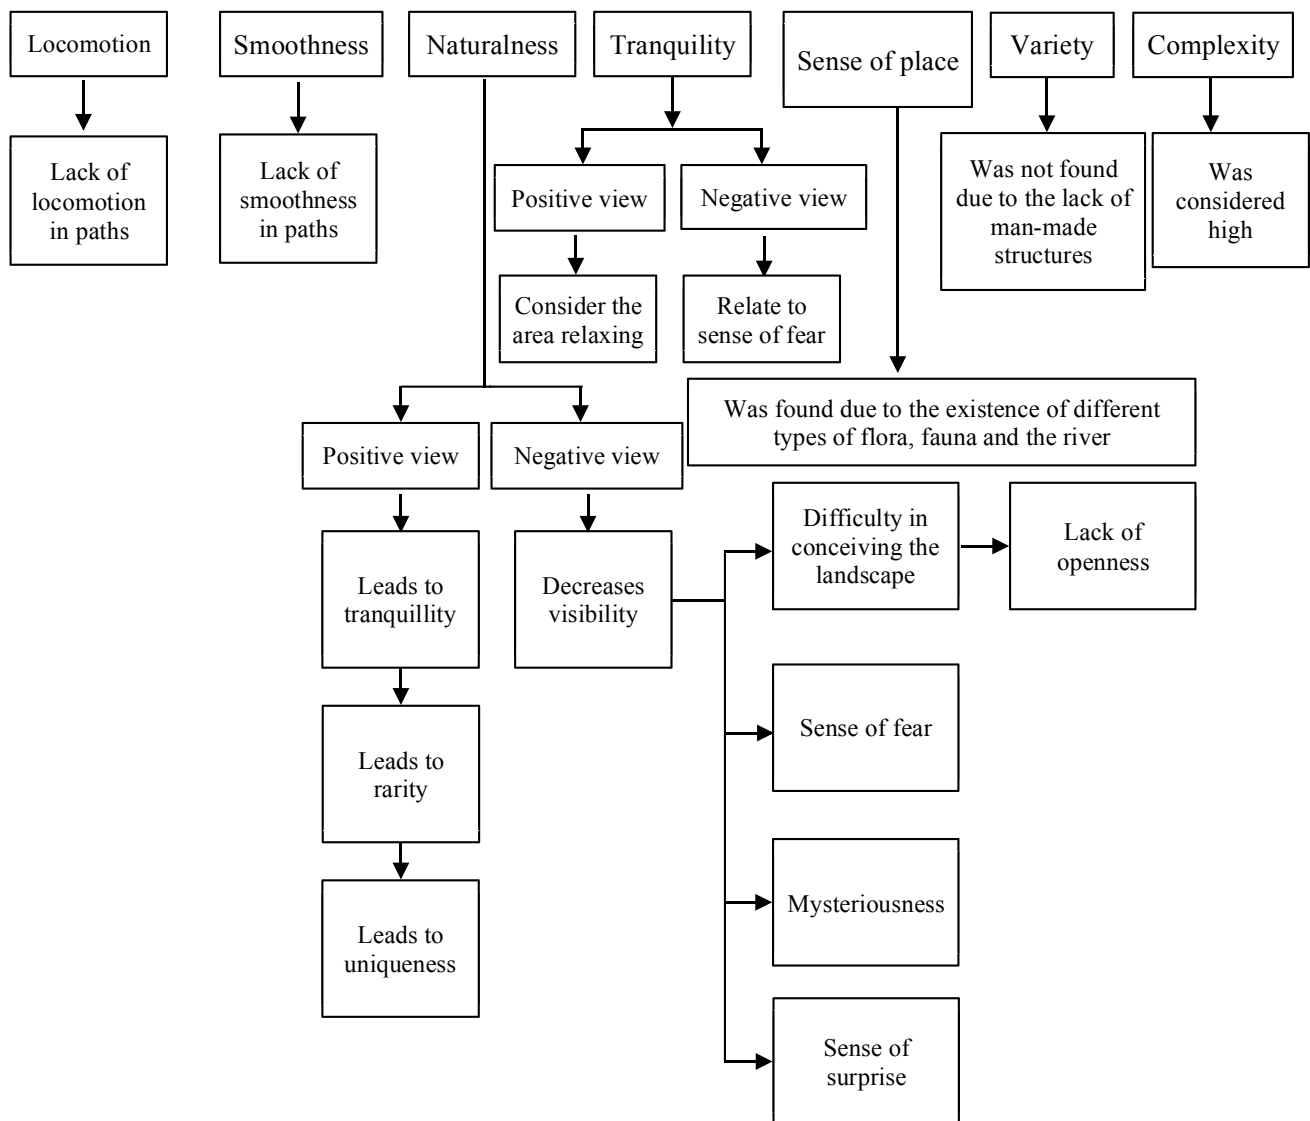 Locomotion
Smoothness
Naturalness
Tranquility
Sense of place
Variety
Complexity
Lack of
locomotion
in paths
Lack of
smoothness
in paths
Positive view
Negative view
Was not found
due to the lack of
man-made
structures
Was
considered
high
Consider the
area relaxing
Relate to
sense of fear
Was found due to the existence of different
types of flora, fauna and the river
Positive view
Negative view
Leads to
tranquillity
Decreases
visibility
Difficulty in
conceiving the
landscape
Lack of
openness
Leads to
rarity
Sense of fear
Leads to
uniqueness
Mysteriousness
Sense of
surprise